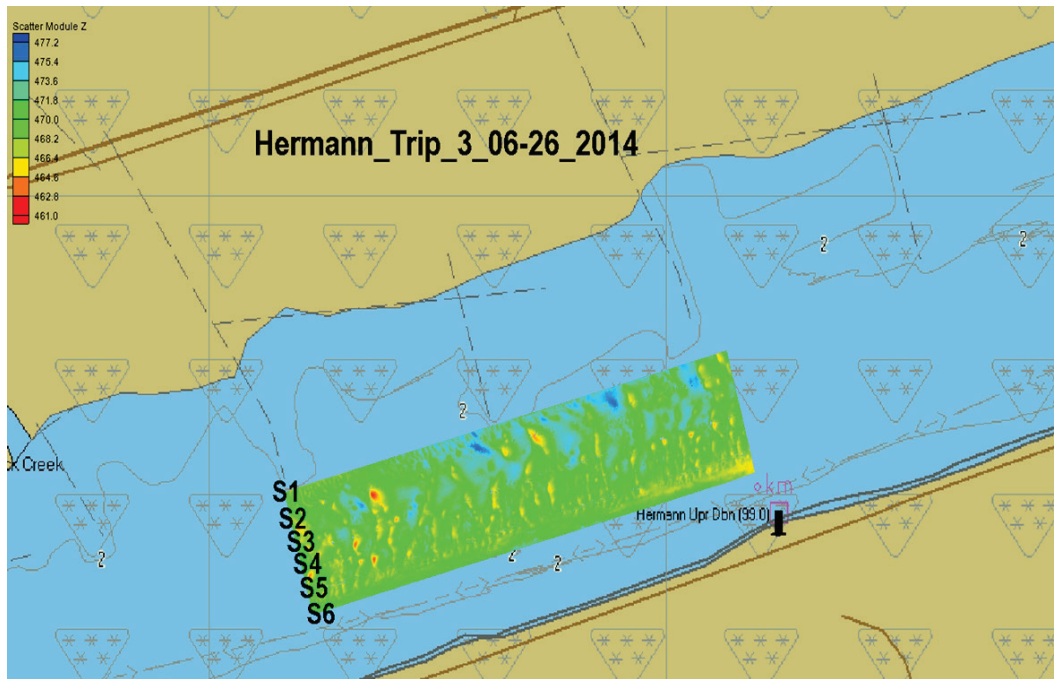 Scatter Module Z
477.2
475.4
473.6
471.8
470.0
468.2
466.4
464.6
462.8
461.0
Hermann_Trip_3_06-26_2014
2
2
2
ck Creek
S1
S2
S3
S4
S5
S6
km
Hermann Upr Dbn (99.0)
2
2
2